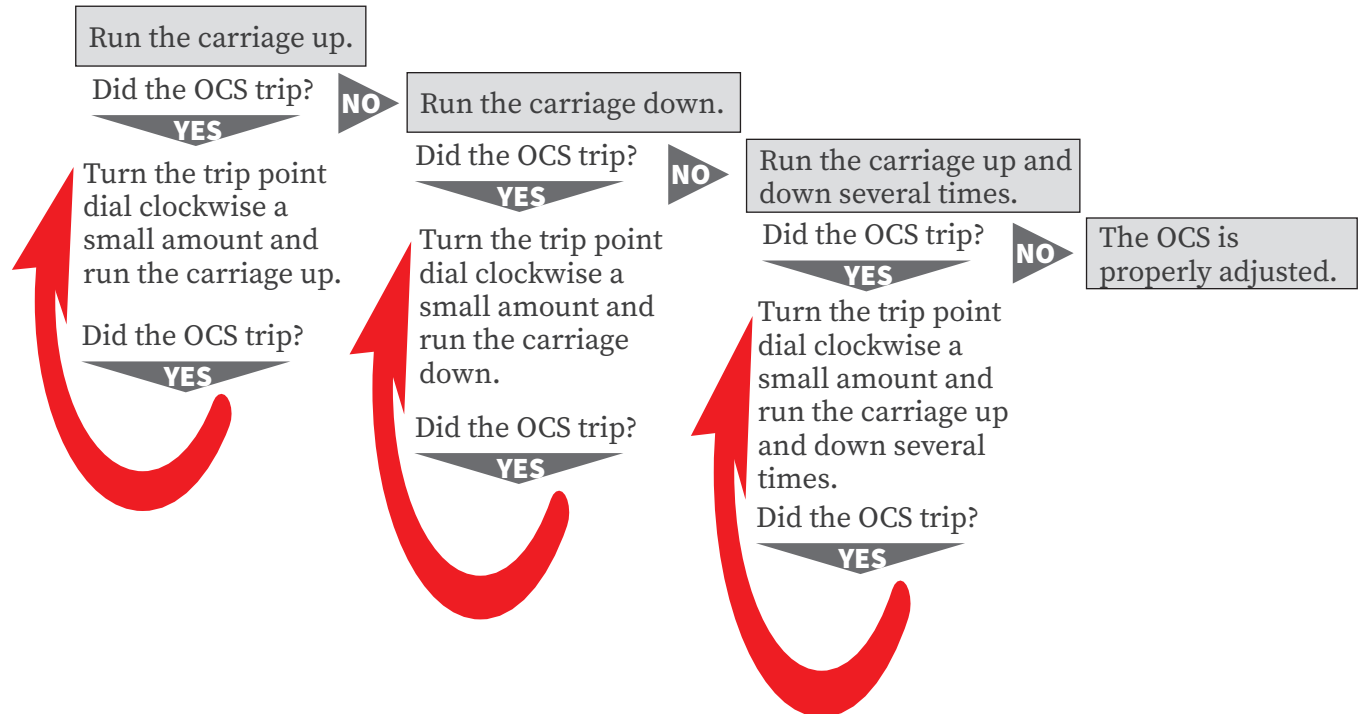 Run the carriage up.
Did the OCS trip?
NO
YES
Turn the trip point
dial clockwise a
small amount and
run the carriage up.
Did the OCS trip?
YES
Run the carriage down.
Did the OCS trip?
NO
YES
Turn the trip point
dial clockwise a
small amount and
run the carriage
down.
Did the OCS trip?
YES
Run the carriage up and
down several times.
Did the OCS trip?
NO
YES
Turn the trip point
dial clockwise a
small amount and
run the carriage up
and down several
times.
Did the OCS trip?
YES
The OCS is
properly adjusted.